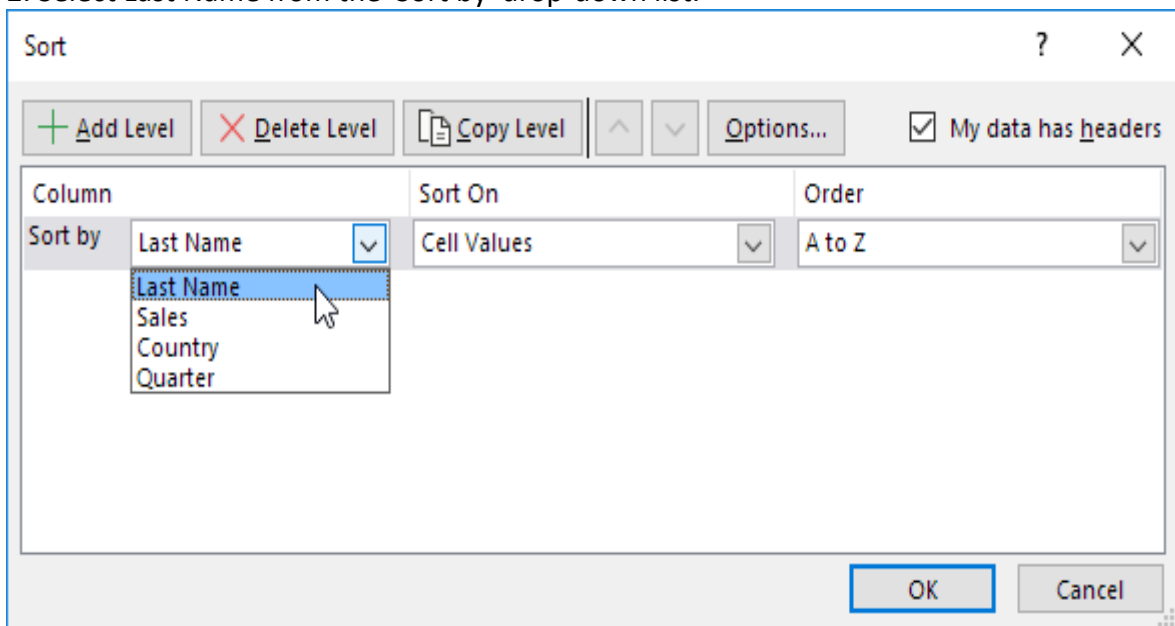 Sort ?
Add Level Delete Level Copy Level Options... My data has headers
Column Sort On Order
Sort by Last Name Cell Values A to Z
Last Name
Sales
Country
Quarter
OK Cancel